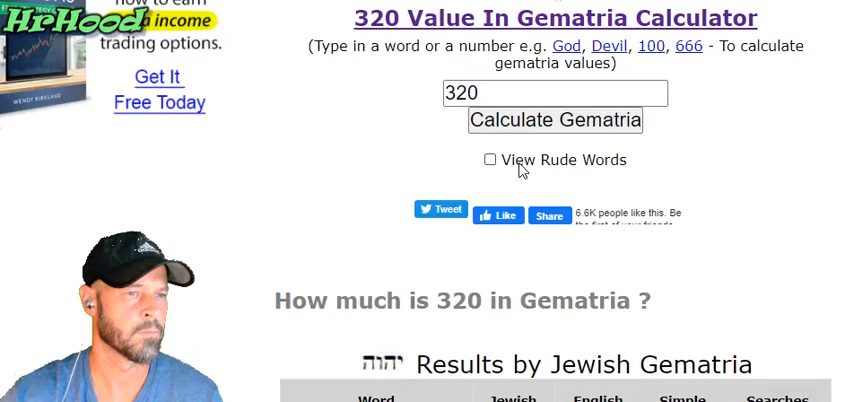 how to earn
HrHood
a income
trading options.
Get It
Free Today
WENDY KIRKLAND
320 Value In Gematria Calculator
(Type in a word or a number e.g. God, Devil, 100, 666 - To calculate
gematria values)
320
Calculate Gematria
View Rude Words
Tweet
Like
Share
6.6K people like this. Be
How much is 320 in Gematria ?
יהוה Results by Jewish Gematria
Word Jewish English Simple Searches